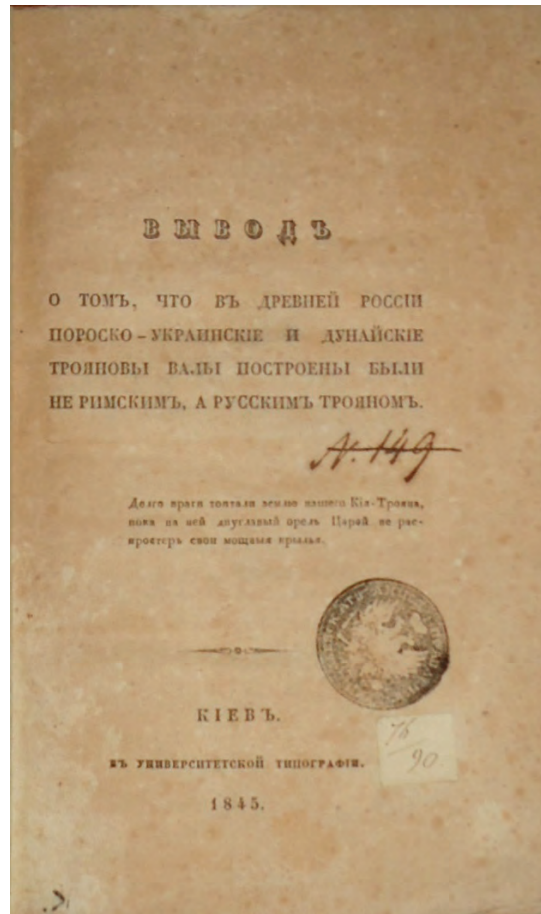 ВЫВОДЪ
О ТОМЪ, ЧТО ВЪ ДРЕВНЕЙ РОССІИ
ПОРОСКО – УКРАИНСКІЕ И ДУНАЙСКІЕ
ТРОЯНОВЫ ВАЛЫ ПОСТРОЕНЫ БЫЛИ
НЕ РИМСКИМЪ, А РУССКИМЪ ТРОЯНОМЪ.
N. 149
Долго враги топтали землю нашего Кія-Трояна,
пока на ней двуглавый орелъ Царей не рас-
простеръ свои мощныя крылья.
КІЕВЪ.
ВЪ УНИВЕРСИТЕТСКОЙ ТИПОГРАФІИ.
1845.
90